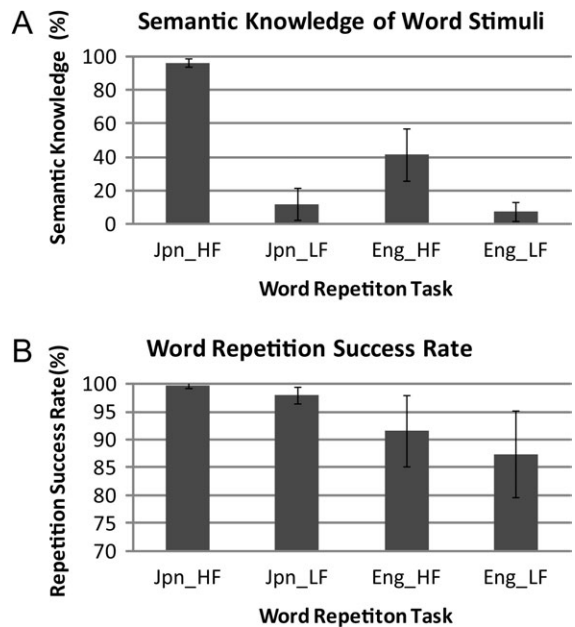 A
Semantic Knowledge of Word Stimuli
Semantic Knowledge (%)
100
80
60
40
20
0
Jpn_HF Jpn_LF Eng_HF Eng_LF
Word Repetiton Task
B
Word Repetition Success Rate
Repetition Success Rate(%)
100
95
90
85
80
75
70
Jpn_HF Jpn_LF Eng_HF Eng_LF
Word Repetiton Task